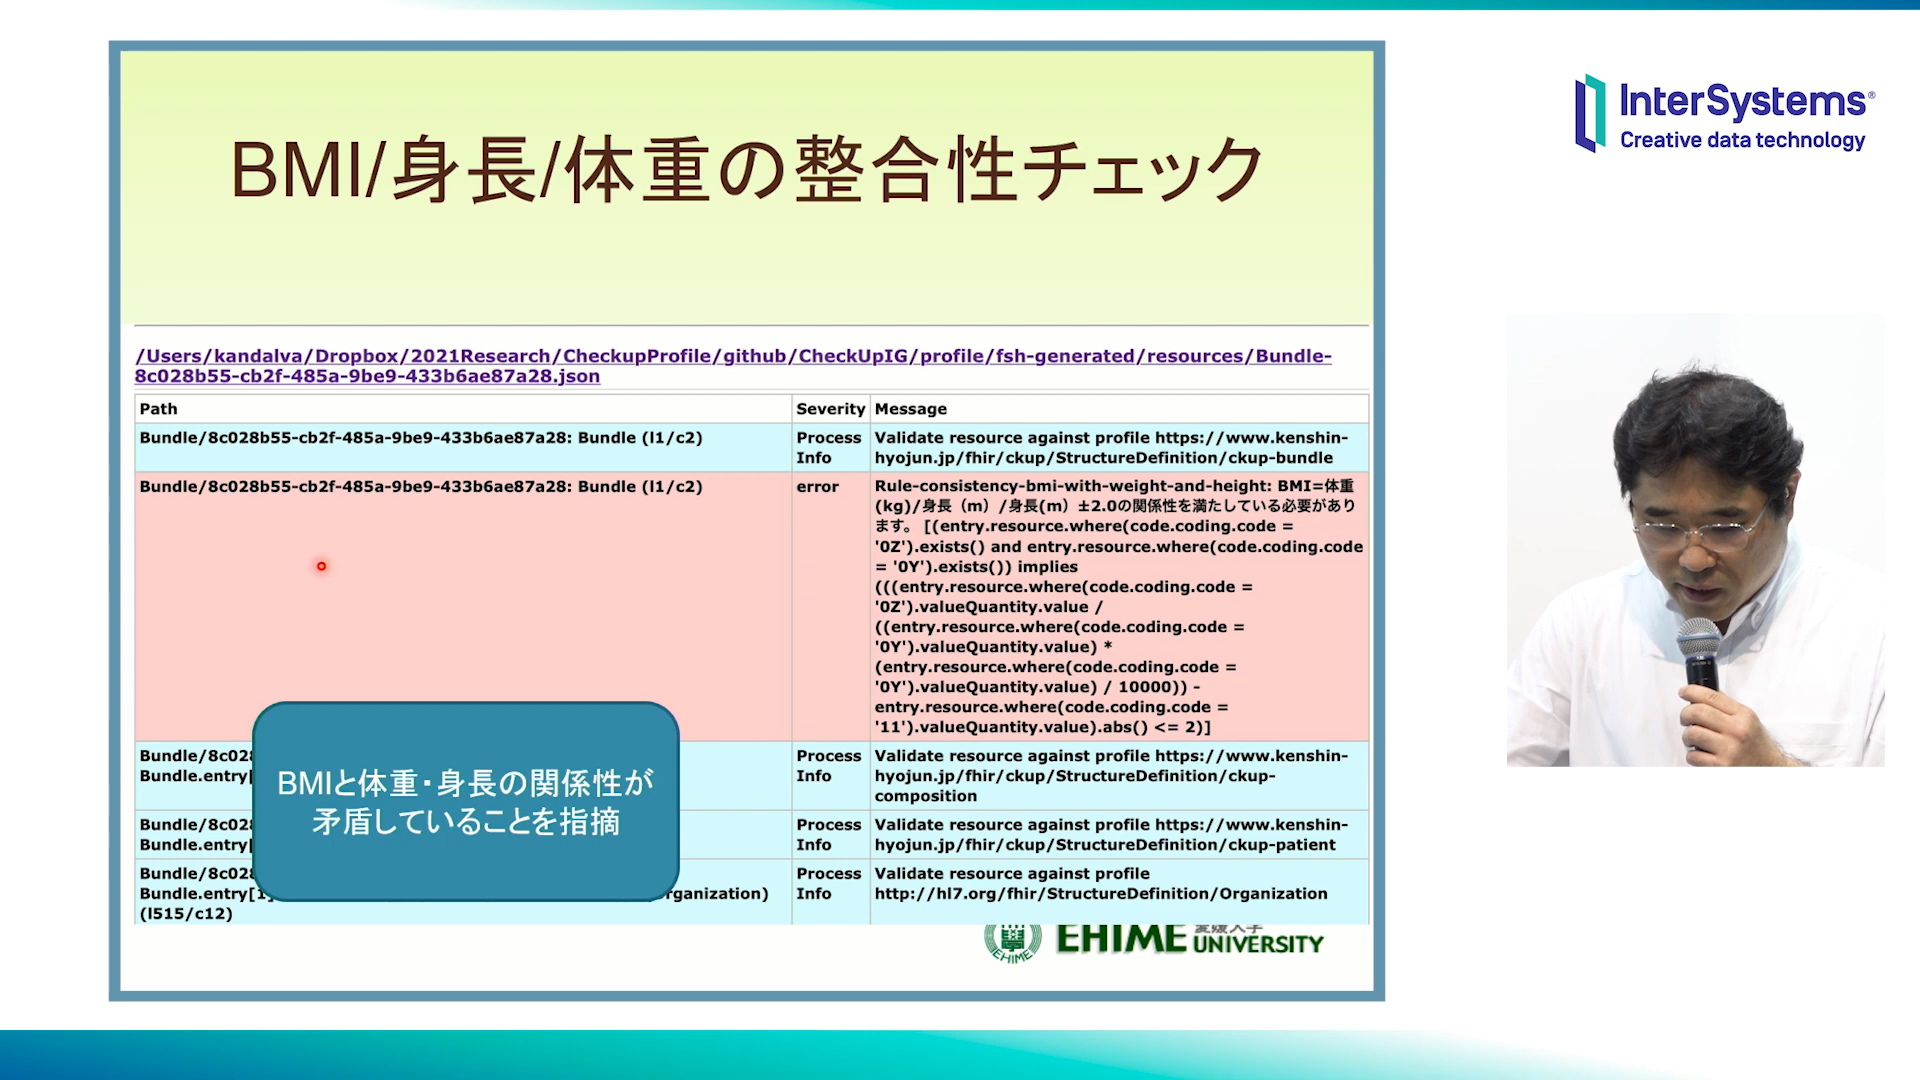 BMI/身長/体重の整合性チェック
InterSystems®
Creative data technology
/Users/kandalva/Dropbox/2021Research/CheckupProfile/github/CheckUpIG/profile/fsh-generated/resources/Bundle-
8c028b55-cb2f-485a-9be9-433b6ae87a28.json
Path Severity Message
Bundle/8c028b55-cb2f-485a-9be9-433b6ae87a28: Bundle (l1/c2)
Process
Info
Validate resource against profile https://www.kenshin-
hyojun.jp/fhir/ckup/StructureDefinition/ckup-bundle
Bundle/8c028b55-cb2f-485a-9be9-433b6ae87a28: Bundle (l1/c2)
error
Rule-consistency-bmi-with-weight-and-height: BMI=体重
(kg)/身長（m）/身長(m）±2.0の関係性を満たしている必要があり
ます。 [(entry.resource.where(code.coding.code =
'0Z').exists() and entry.resource.where(code.coding.code
= '0Y').exists()) implies
(((entry.resource.where(code.coding.code =
'0Z').valueQuantity.value /
((entry.resource.where(code.coding.code =
'0Y').valueQuantity.value) *
(entry.resource.where(code.coding.code =
'0Y').valueQuantity.value) / 10000)) -
entry.resource.where(code.coding.code =
'11').valueQuantity.value).abs() <= 2)]
Bundle/8c028
Bundle.entry[
Process
Info
Validate resource against profile https://www.kenshin-
hyojun.jp/fhir/ckup/StructureDefinition/ckup-
composition
Bundle/8c028
Bundle.entry[
Process
Info
Validate resource against profile https://www.kenshin-
hyojun.jp/fhir/ckup/StructureDefinition/ckup-patient
Bundle/8c028
Bundle.entry[1] rganization)
(l515/c12)
Process
Info
Validate resource against profile
http://hl7.org/fhir/StructureDefinition/Organization
BMIと体重・身長の関係性が
矛盾していることを指摘
EHIME
愛媛大学
EHIME UNIVERSITY